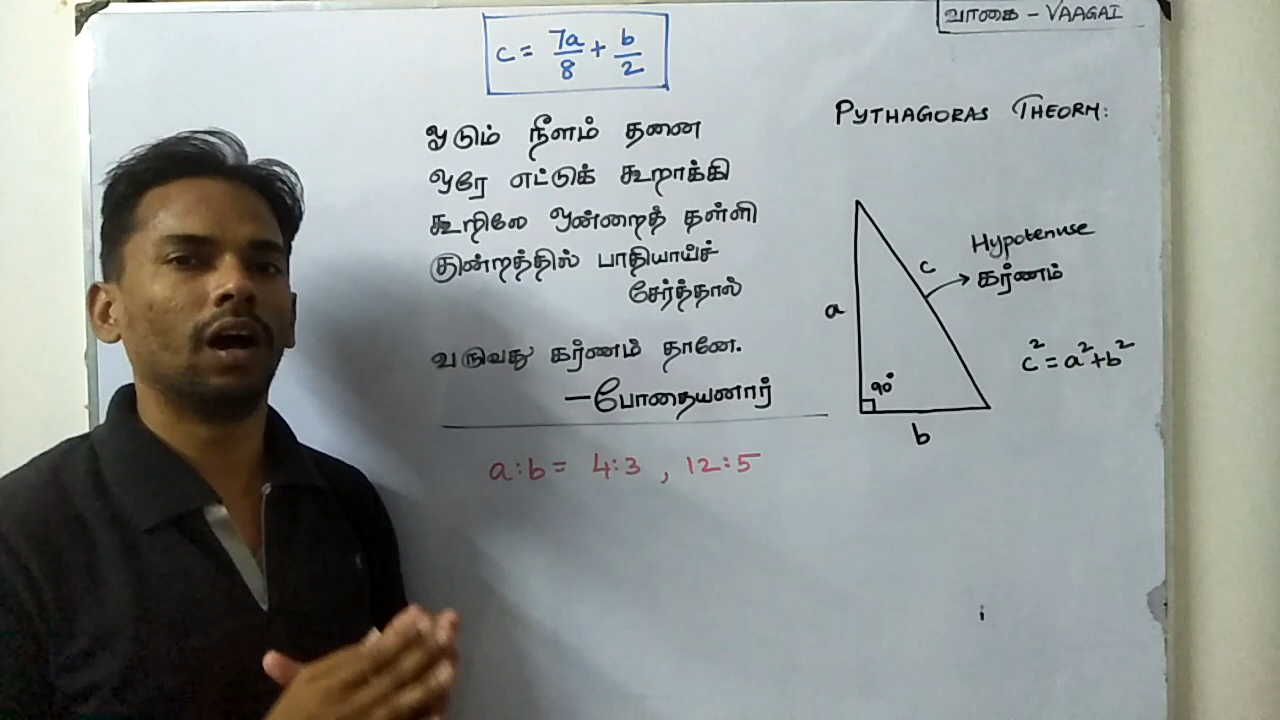 வாகை - VAAGAI
c = 7a/8 + b/2
ஓடும் நீளம் தனை
ஒரே எட்டுக் கூறாக்கி
கூறிலே ஒன்றைத் தள்ளி
குன்றத்தில் பாதியாய்ச்
சேர்த்தால்
வருவது கர்ணம் தானே.
— போதையனார்
a:b = 4:3 , 12:5
PYTHAGORAS THEORM:
Hypotenuse
கர்ணம்
c
a
90°
b
c² = a² + b²